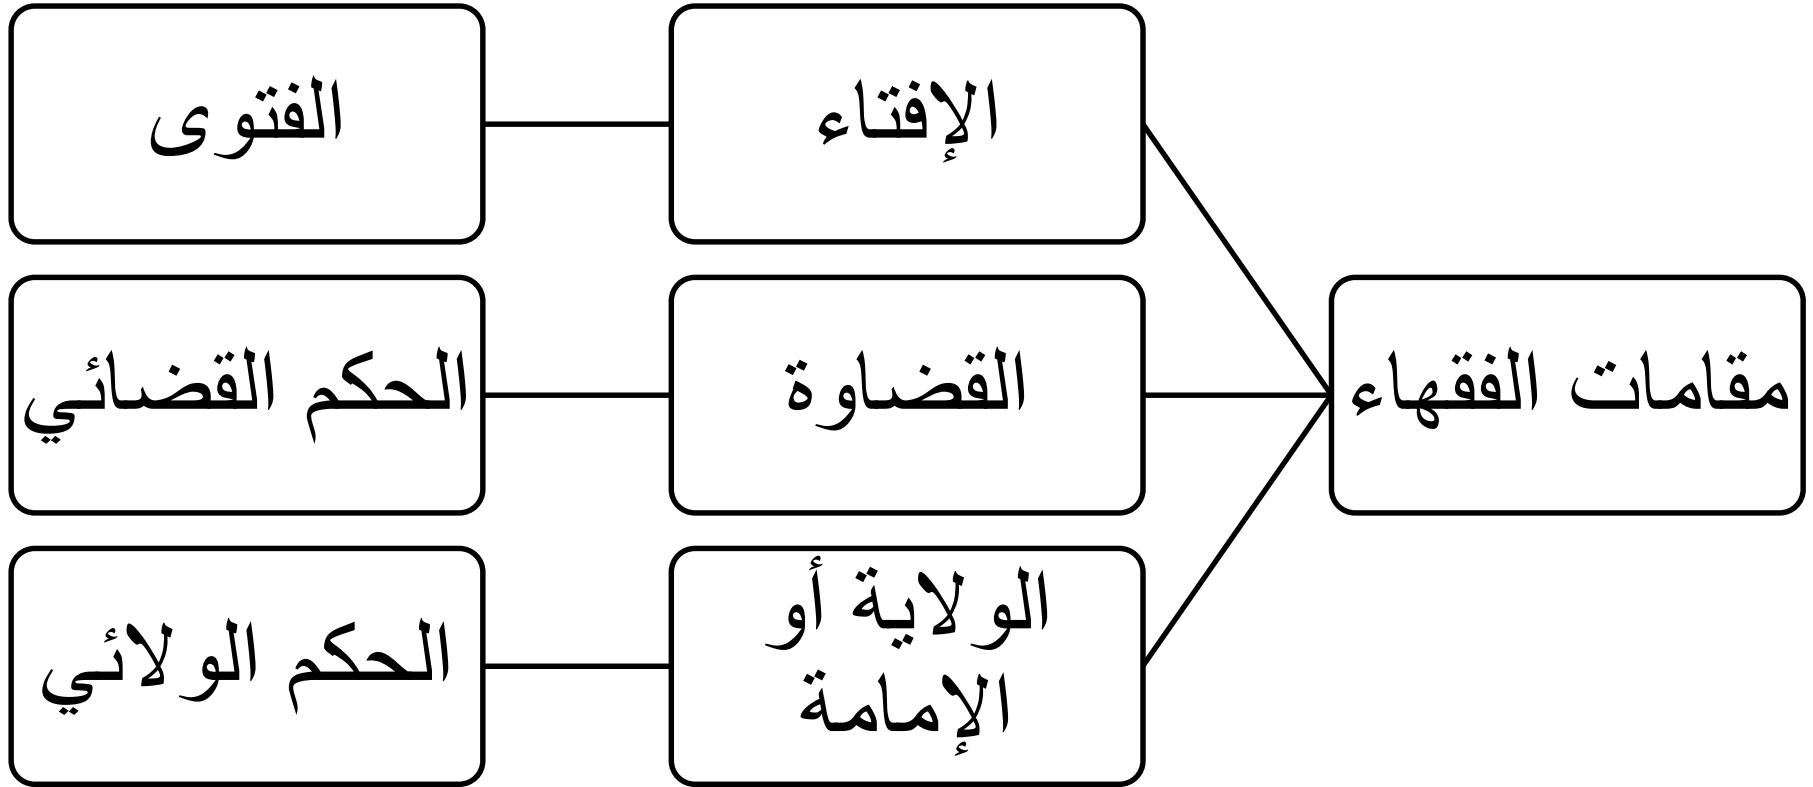 مقامات الفقهاء
الإفتاء
الفتوى
القضاوة
الحكم القضائي
الولاية أو
الإمامة
الحكم الولائي